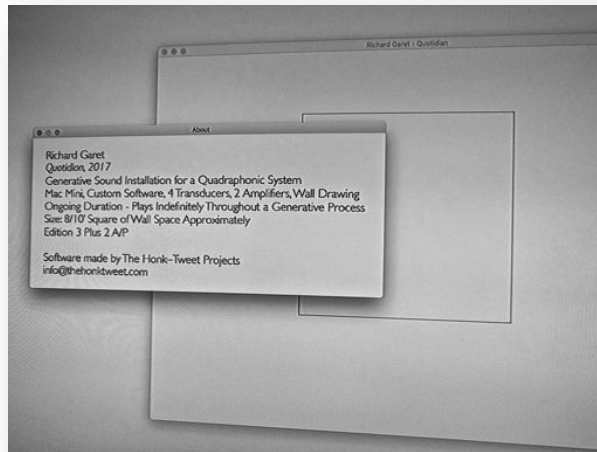 Richard Garet - Quotidian
About
Richard Garet
Quotidian, 2017
Generative Sound Installation for a Quadraphonic System
Mac Mini, Custom Software, 4 Transducers, 2 Amplifiers, Wall Drawing
Ongoing Duration - Plays Indefinitely Throughout a Generative Process
Size: 8/10' Square of Wall Space Approximately
Edition 3 Plus 2 A/P
Software made by The Honk-Tweet Projects
info@thehonktweet.com